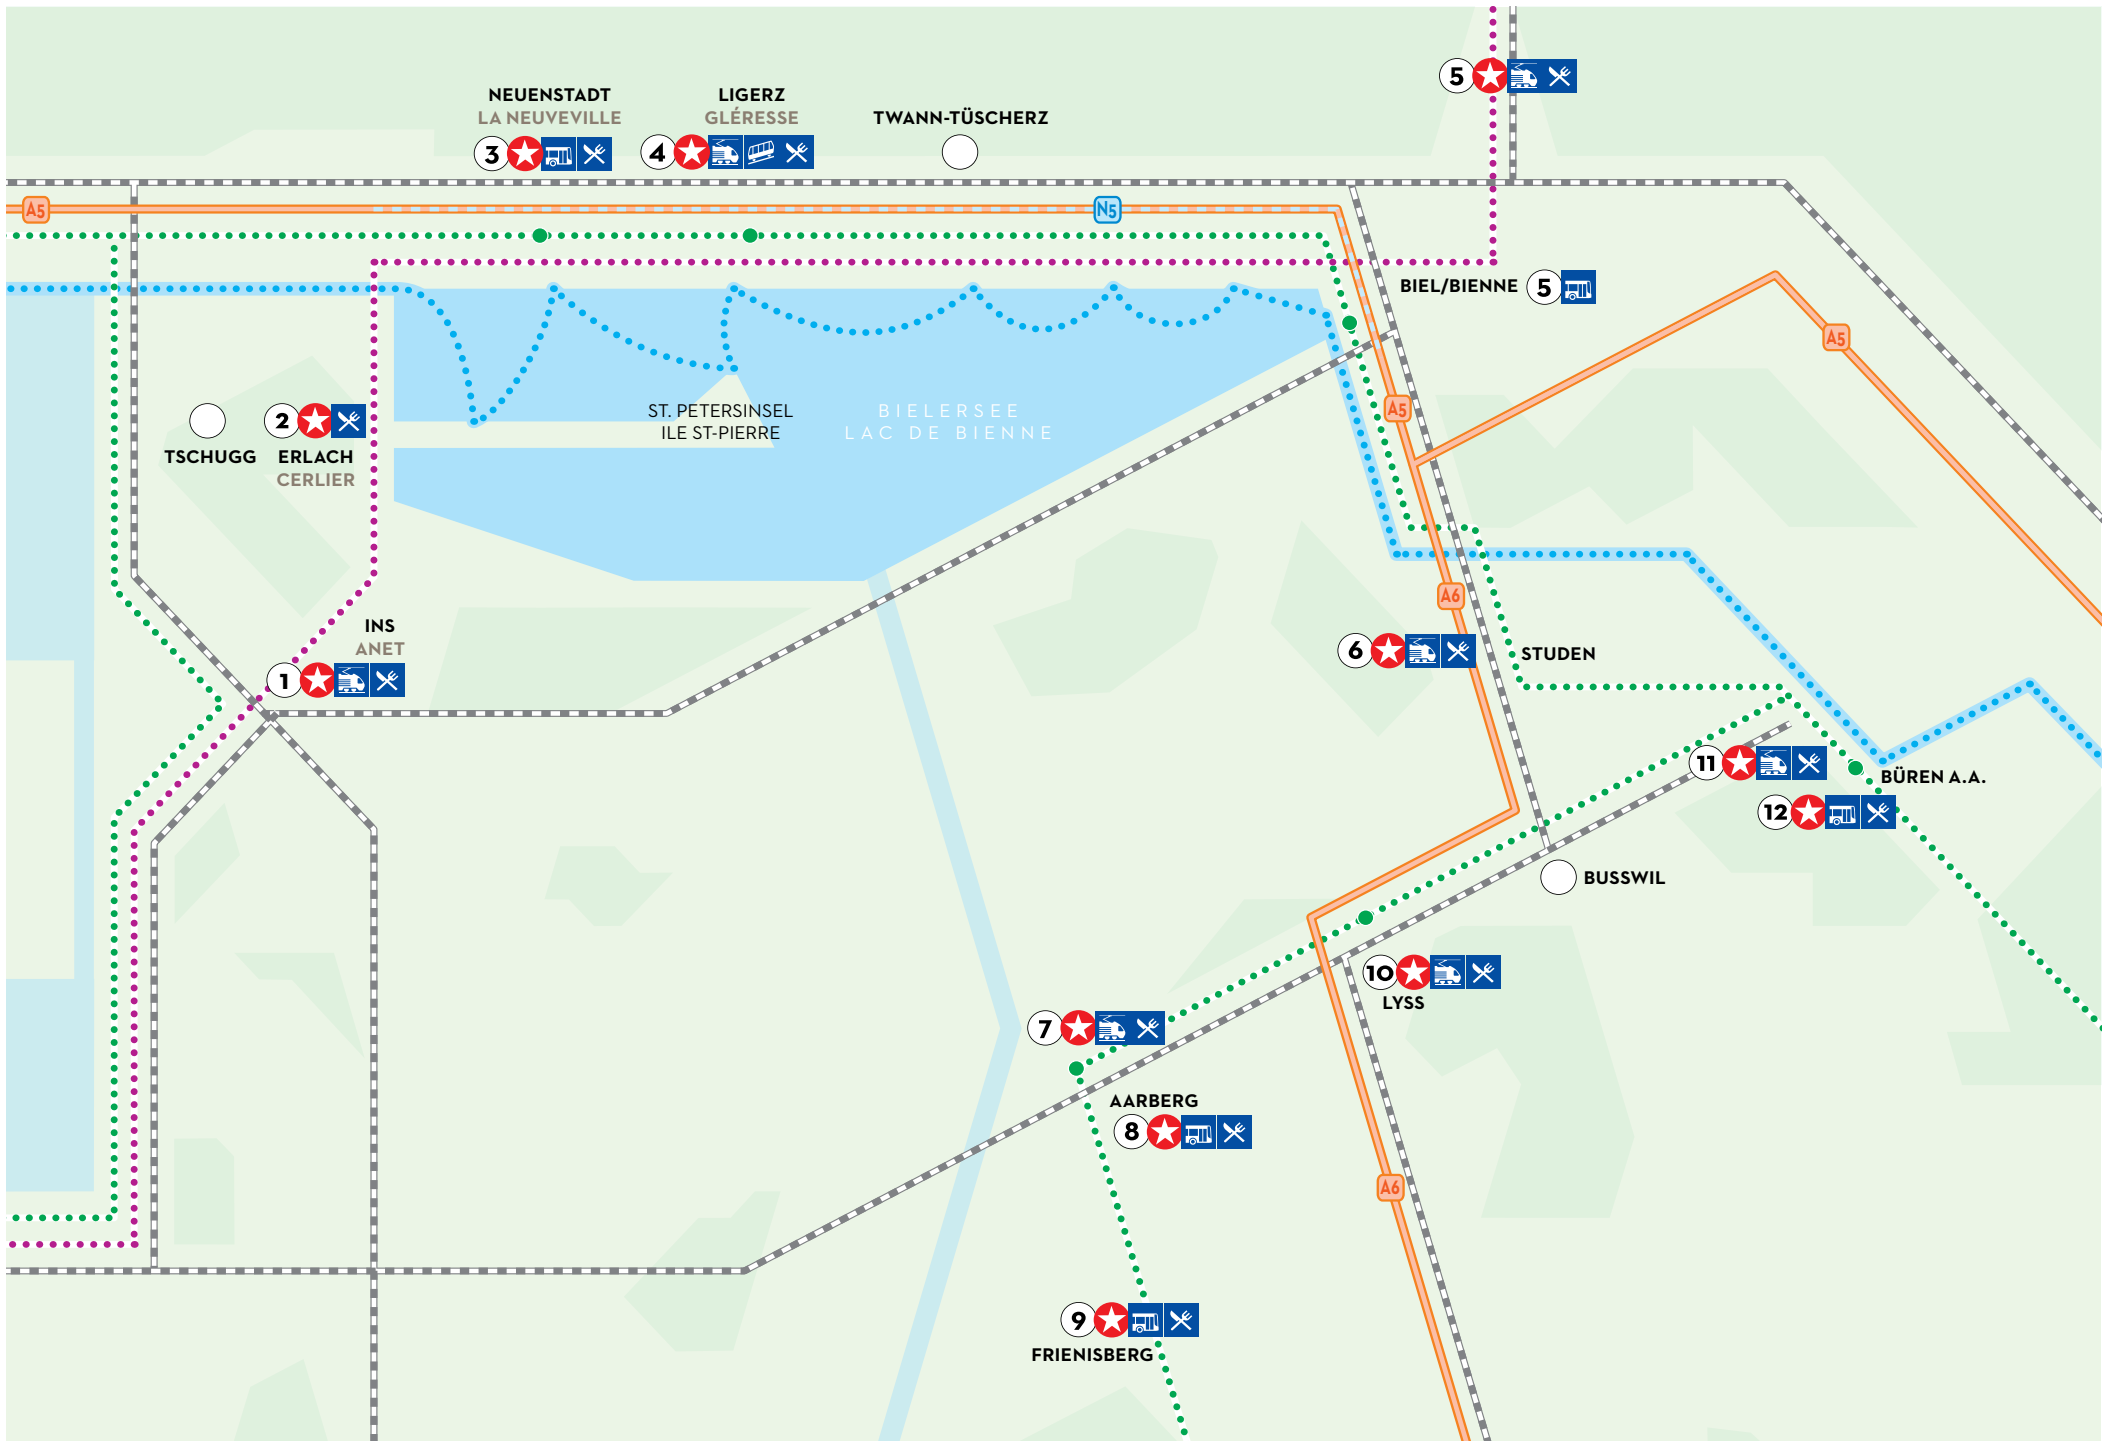 5
NEUENSTADT
LA NEUVEVILLE
3
LIGERZ
GLÉRESSE
4
TWANN-TÜSCHERZ
A5
N5
BIEL/BIENNE 5
A5
A5
TSCHUGG
2
ERLACH
CERLIER
ST. PETERSINSEL
ILE ST-PIERRE
BIELERSEE
LAC DE BIENNE
A6
INS
ANET
1
6
STUDEN
11
BÜREN A.A.
12
BUSSWIL
10
LYSS
7
AARBERG
8
A6
9
FRIENISBERG